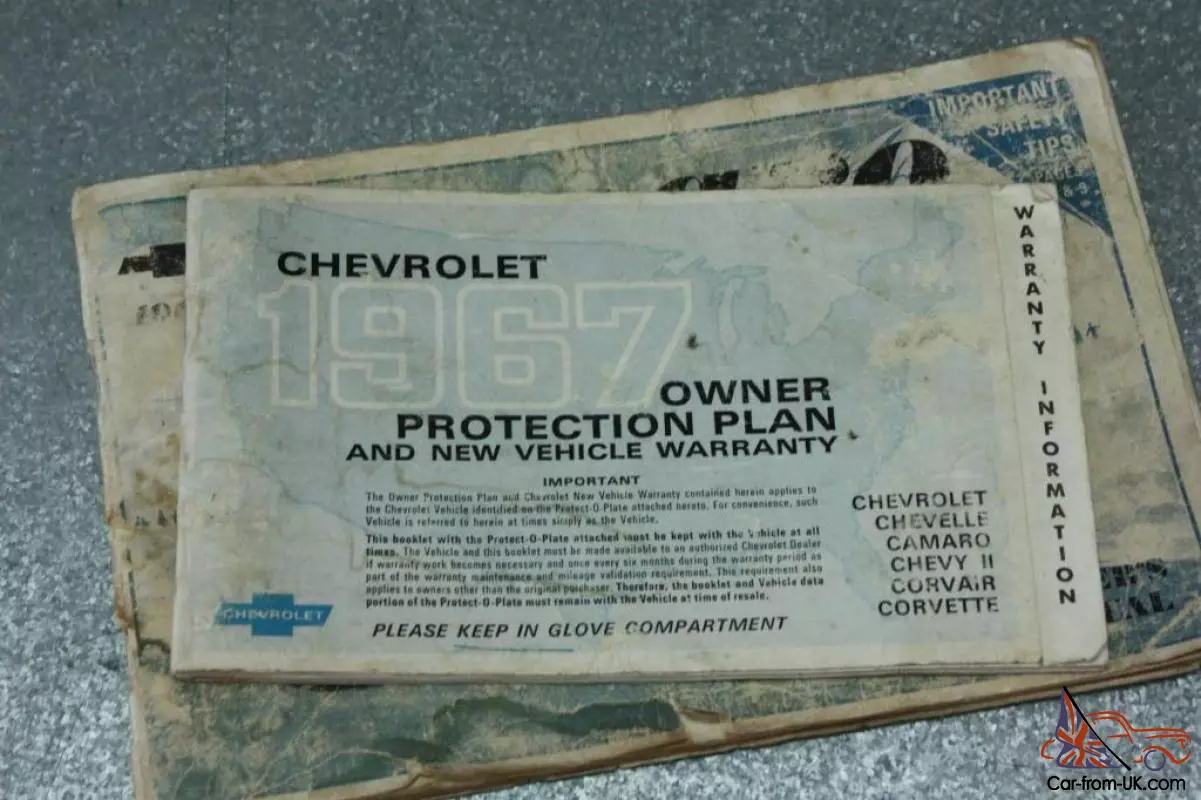 IMPORTANT
SAFETY
TIPS
& 9
CHEVROLET
1967
OWNER
PROTECTION PLAN
AND NEW VEHICLE WARRANTY
IMPORTANT
The Owner Protection Plan and Chevrolet New Vehicle Warranty contained herein applies to
the Chevrolet Vehicle identified on the Protect-O-Plate attached hereto. For convenience, such
Vehicle is referred to herein at times simply as the Vehicle.
This booklet with the Protect-O-Plate attached must be kept with the Vehicle at all
times. The Vehicle and this booklet must be made available to an authorized Chevrolet Dealer
if warranty work becomes necessary and once every six months during the warranty period as
part of the warranty maintenance and mileage validation requirement. This requirement also
applies to owners other than the original purchaser. Therefore, the booklet and Vehicle data
portion of the Protect-O-Plate must remain with the Vehicle at time of resale.
PLEASE KEEP IN GLOVE COMPARTMENT
CHEVROLET
CHEVROLET
CHEVELLE
CAMARO
CHEVY II
CORVAIR
CORVETTE
WARRANTY INFORMATION
Car-from-UK.com